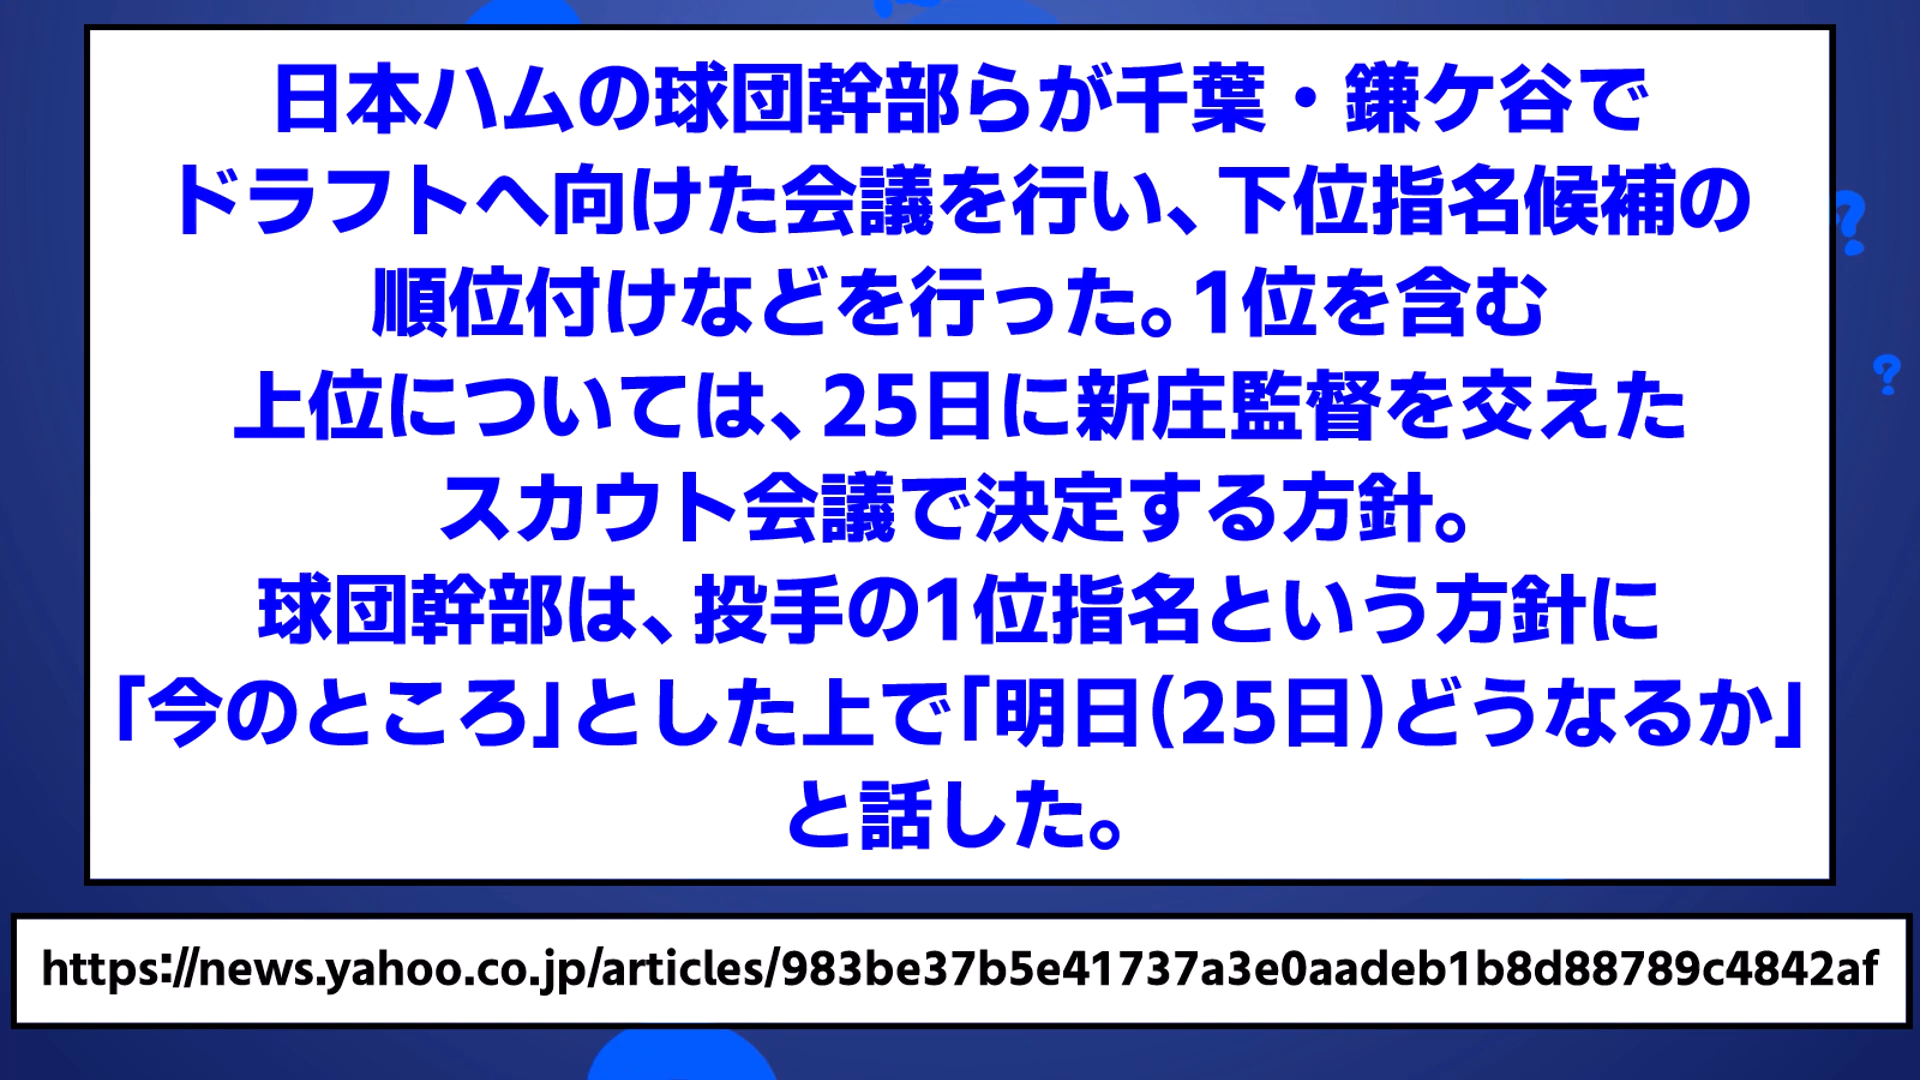 日本ハムの球団幹部らが千葉・鎌ケ谷で
ドラフトへ向けた会議を行い、下位指名候補の
順位付けなどを行った。1位を含む
上位については、25日に新庄監督を交えた
スカウト会議で決定する方針。
球団幹部は、投手の1位指名という方針に
「今のところ」とした上で「明日(25日)どうなるか」
と話した。
https://news.yahoo.co.jp/articles/983be37b5e41737a3e0aadeb1b8d88789c4842af